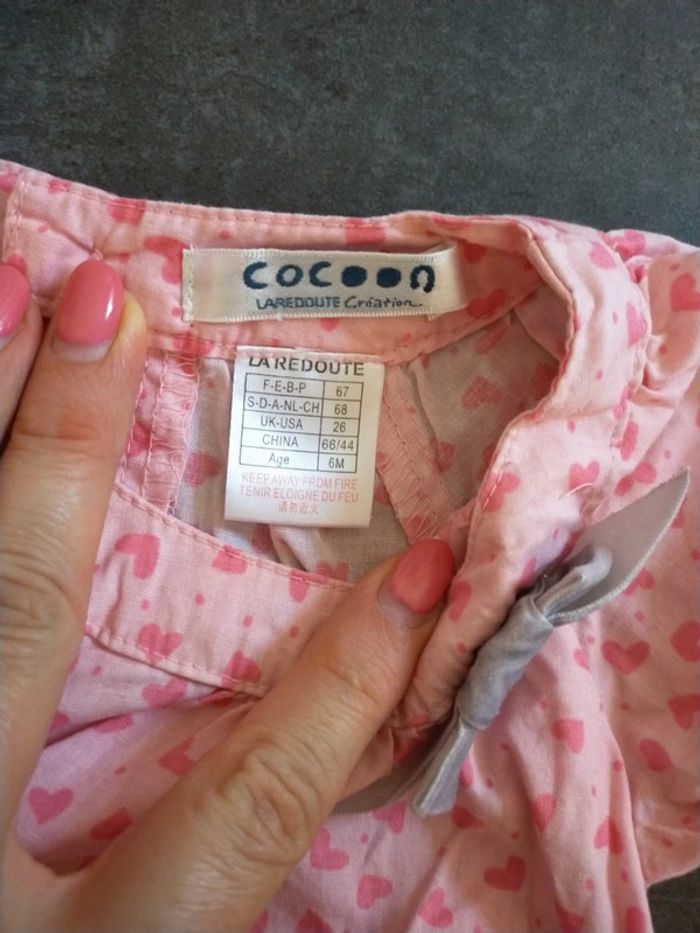 COCOON
LAREDOUTE Création
LA REDOUTE
F-E-B-P 67
S-D-A-NL-CH 68
UK-USA 26
CHINA 66/44
Age 6M
KEEP AWAY FROM FIRE
TENIR ELOIGNE DU FEU
请勿近火